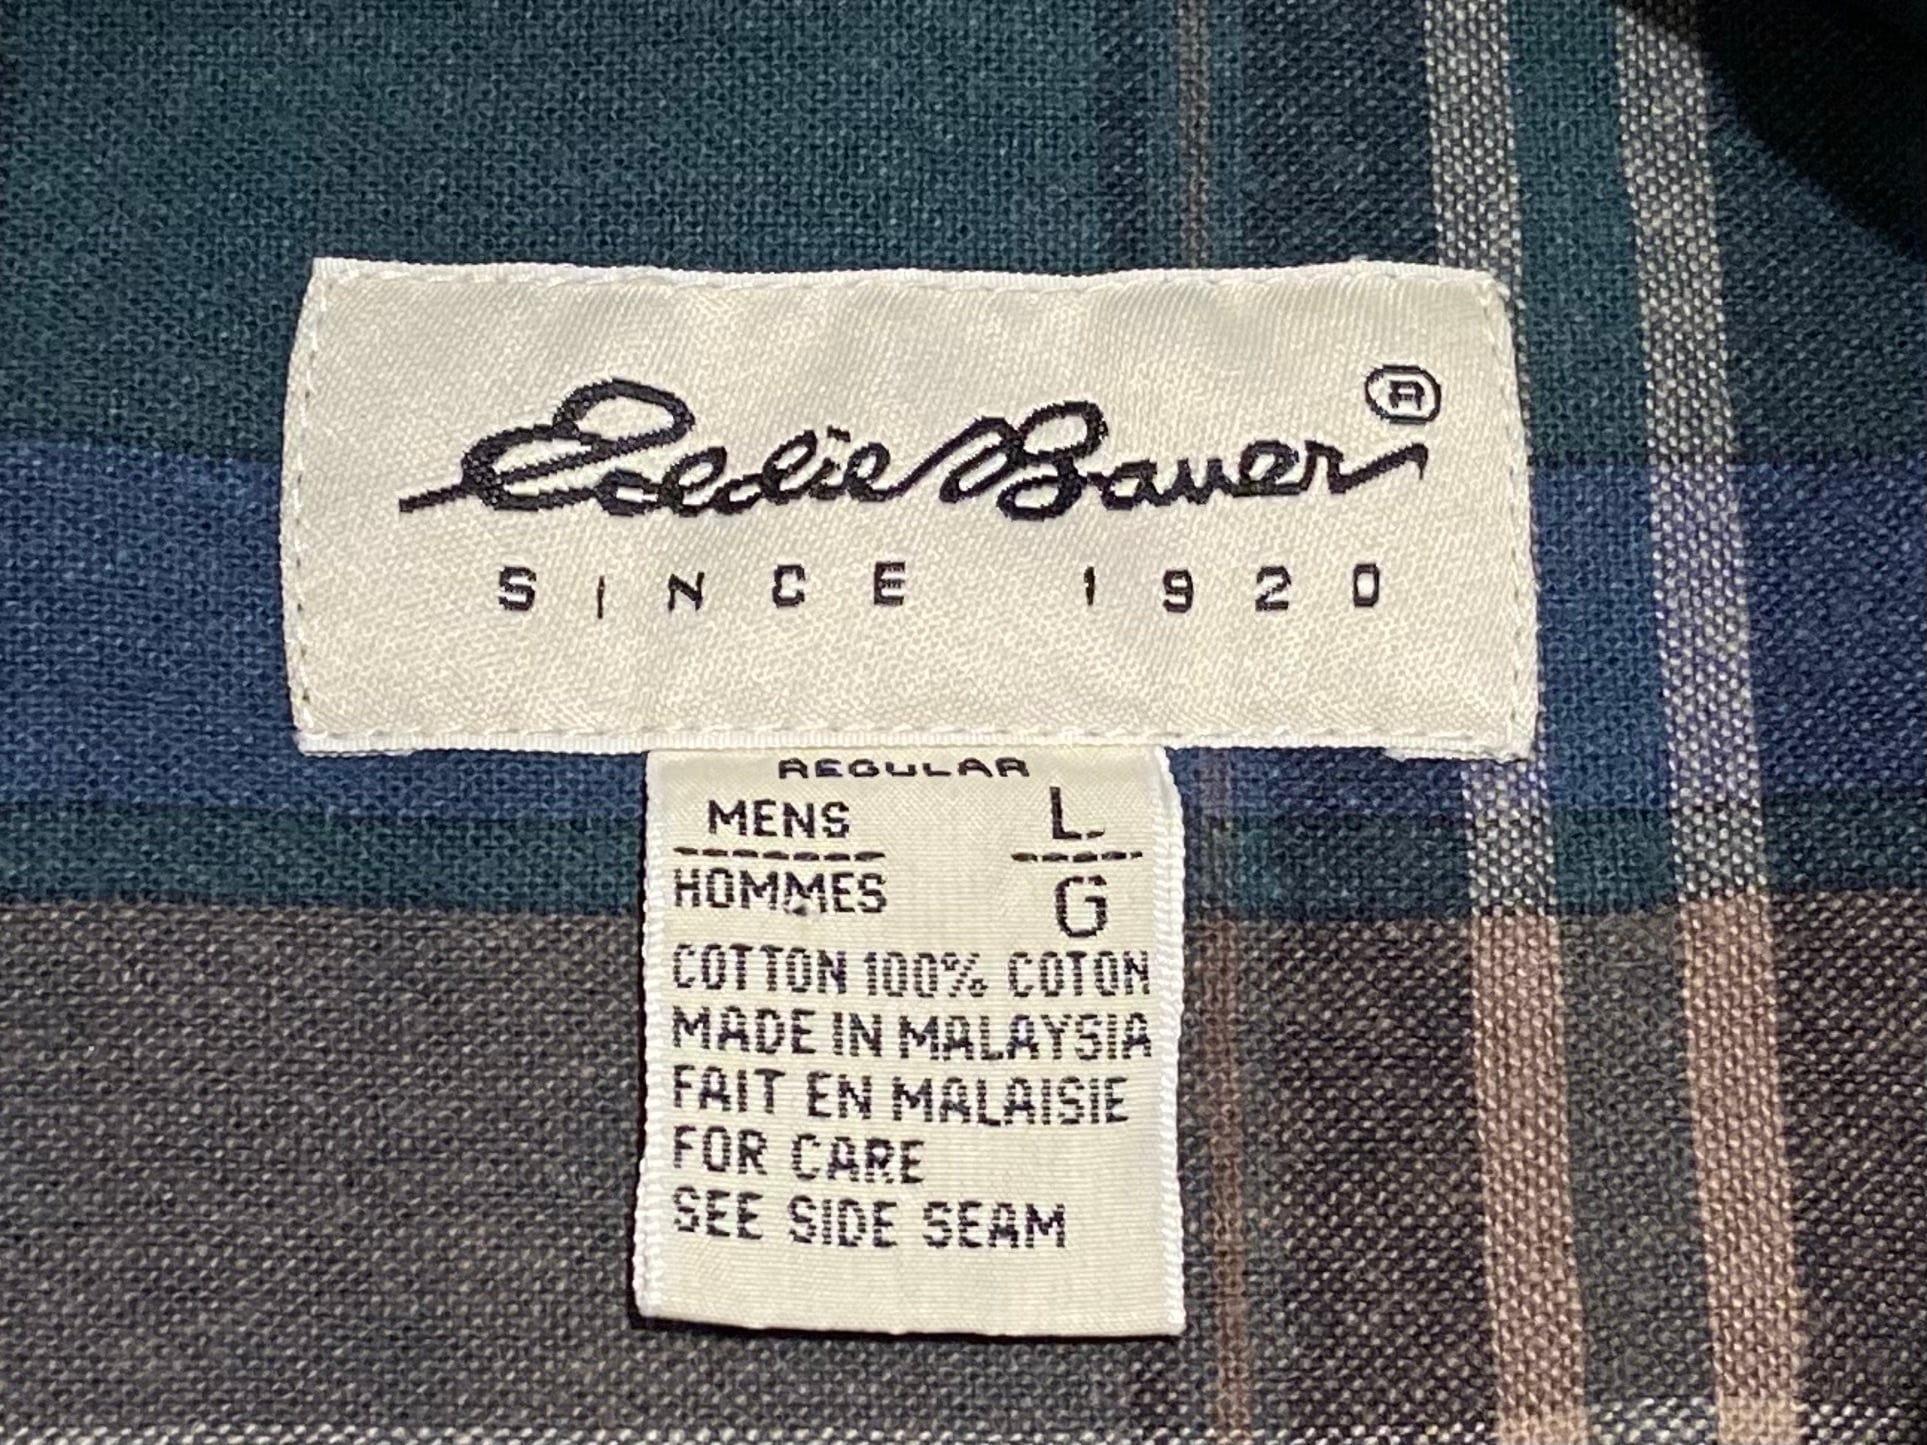 Eddie Bauer®
SINCE 1920
REGULAR
MENS L
HOMMES G
COTTON 100% COTON
MADE IN MALAYSIA
FAIT EN MALAISIE
FOR CARE
SEE SIDE SEAM